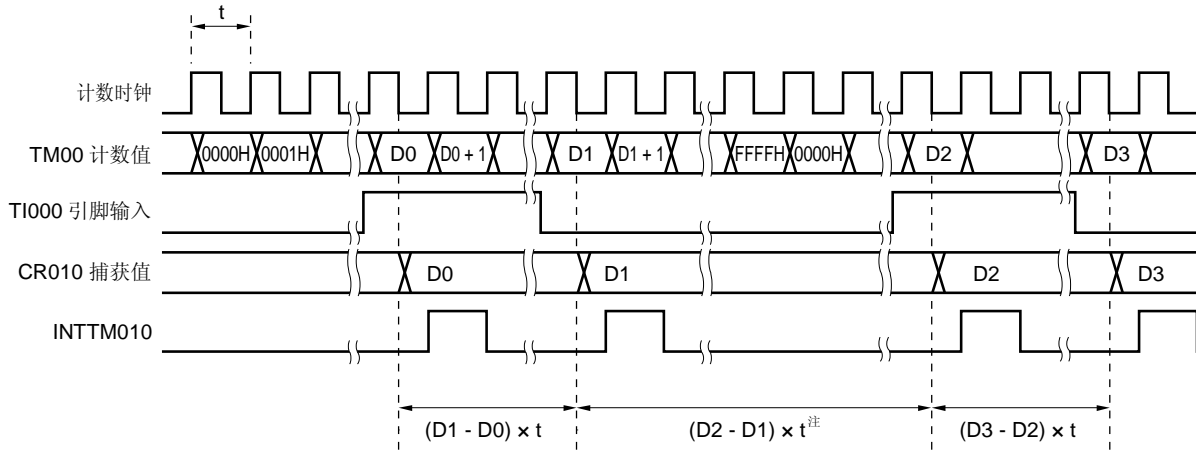 t
计数时钟
TM00 计数值 0000H 0001H D0 D0 + 1 D1 D1 + 1 FFFFH 0000H D2 D3
TI000 引脚输入
CR010 捕获值 D0 D1 D2 D3
INTTM010
(D1 - D0) × t (D2 - D1) × t注 (D3 - D2) × t